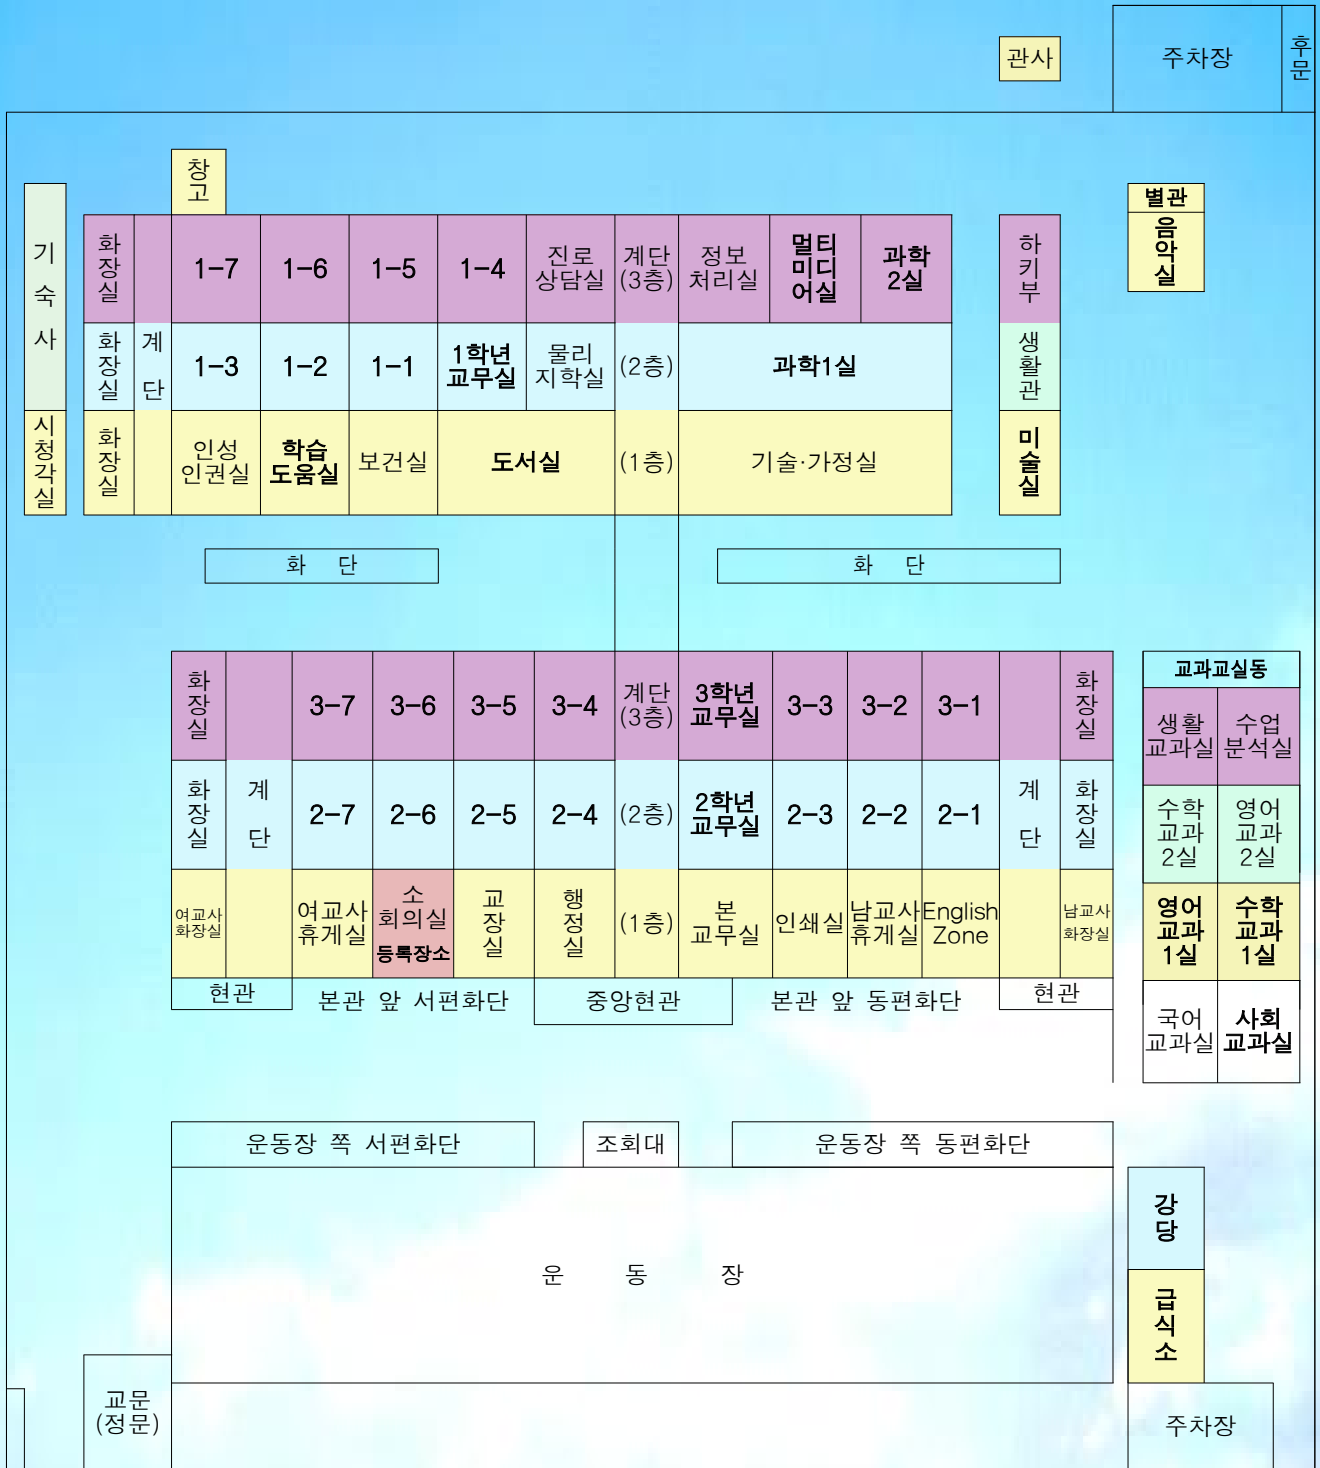 관사
주차장
후문
창고
별관
음악실
기숙사
시청각실
화장실
1-7
1-6
1-5
1-4
진로
상담실
계단
(3층)
정보
처리실
멀티
미디
어실
과학
2실
하키부
화장실
계단
1-3
1-2
1-1
1학년
교무실
물리
지학실
(2층)
과학1실
생활관
화장실
인성
인권실
학습
도움실
보건실
도서실
(1층)
기술·가정실
미술실
화 단
화 단
화장실
3-7
3-6
3-5
3-4
계단
(3층)
3학년
교무실
3-3
3-2
3-1
화장실
화장실
계단
2-7
2-6
2-5
2-4
(2층)
2학년
교무실
2-3
2-2
2-1
계단
화장실
여교사
화장실
여교사
휴게실
소
회의실
등록장소
교장실
행정실
(1층)
본
교무실
인쇄실
남교사
휴게실
English
Zone
남교사
화장실
현관
본관 앞 서편화단
중앙현관
본관 앞 동편화단
현관
교과교실동
생활
교과실
수업
분석실
수학
교과
2실
영어
교과
2실
영어
교과
1실
수학
교과
1실
국어
교과실
사회
교과실
운동장 쪽 서편화단
조회대
운동장 쪽 동편화단
운 동 장
강당
급식소
교문
(정문)
주차장